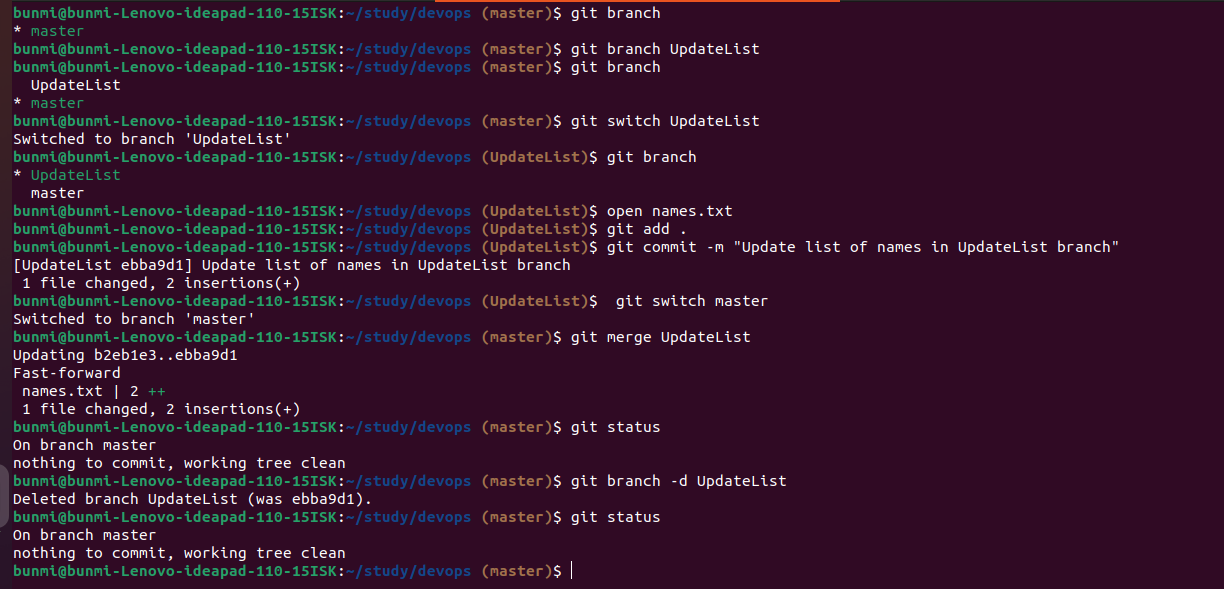 bunmi@bunmi-Lenovo-ideapad-110-15ISK:~/study/devops (master)$ git branch
* master
bunmi@bunmi-Lenovo-ideapad-110-15ISK:~/study/devops (master)$ git branch UpdateList
bunmi@bunmi-Lenovo-ideapad-110-15ISK:~/study/devops (master)$ git branch
  UpdateList
* master
bunmi@bunmi-Lenovo-ideapad-110-15ISK:~/study/devops (master)$ git switch UpdateList
Switched to branch 'UpdateList'
bunmi@bunmi-Lenovo-ideapad-110-15ISK:~/study/devops (UpdateList)$ git branch
* UpdateList
  master
bunmi@bunmi-Lenovo-ideapad-110-15ISK:~/study/devops (UpdateList)$ open names.txt
bunmi@bunmi-Lenovo-ideapad-110-15ISK:~/study/devops (UpdateList)$ git add .
bunmi@bunmi-Lenovo-ideapad-110-15ISK:~/study/devops (UpdateList)$ git commit -m "Update list of names in UpdateList branch"
[UpdateList ebba9d1] Update list of names in UpdateList branch
 1 file changed, 2 insertions(+)
bunmi@bunmi-Lenovo-ideapad-110-15ISK:~/study/devops (UpdateList)$  git switch master
Switched to branch 'master'
bunmi@bunmi-Lenovo-ideapad-110-15ISK:~/study/devops (master)$ git merge UpdateList
Updating b2eb1e3..ebba9d1
Fast-forward
 names.txt | 2 ++
 1 file changed, 2 insertions(+)
bunmi@bunmi-Lenovo-ideapad-110-15ISK:~/study/devops (master)$ git status
On branch master
nothing to commit, working tree clean
bunmi@bunmi-Lenovo-ideapad-110-15ISK:~/study/devops (master)$ git branch -d UpdateList
Deleted branch UpdateList (was ebba9d1).
bunmi@bunmi-Lenovo-ideapad-110-15ISK:~/study/devops (master)$ git status
On branch master
nothing to commit, working tree clean
bunmi@bunmi-Lenovo-ideapad-110-15ISK:~/study/devops (master)$